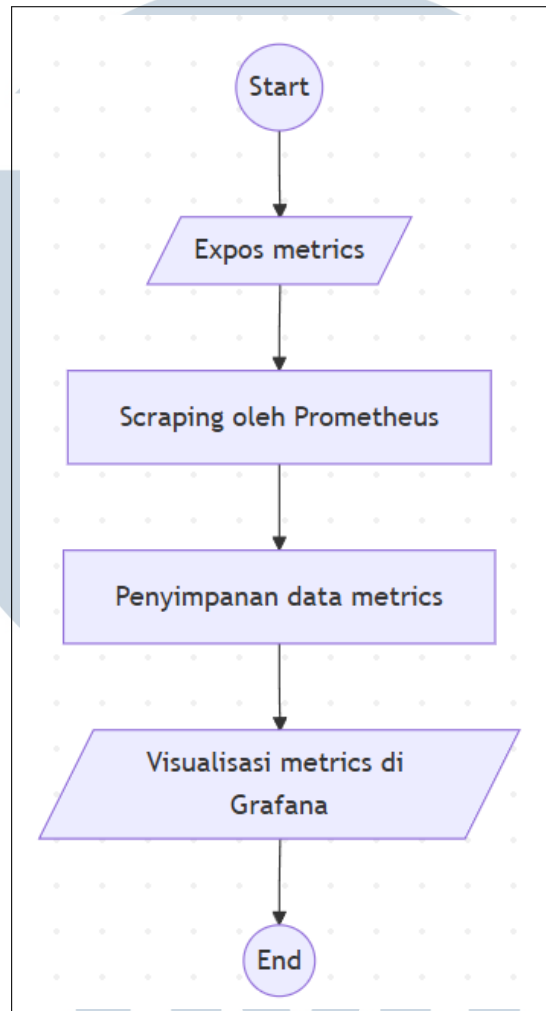 Start
Expos metrics
Scraping oleh Prometheus
Penyimpanan data metrics
Visualisasi metrics di
Grafana
End